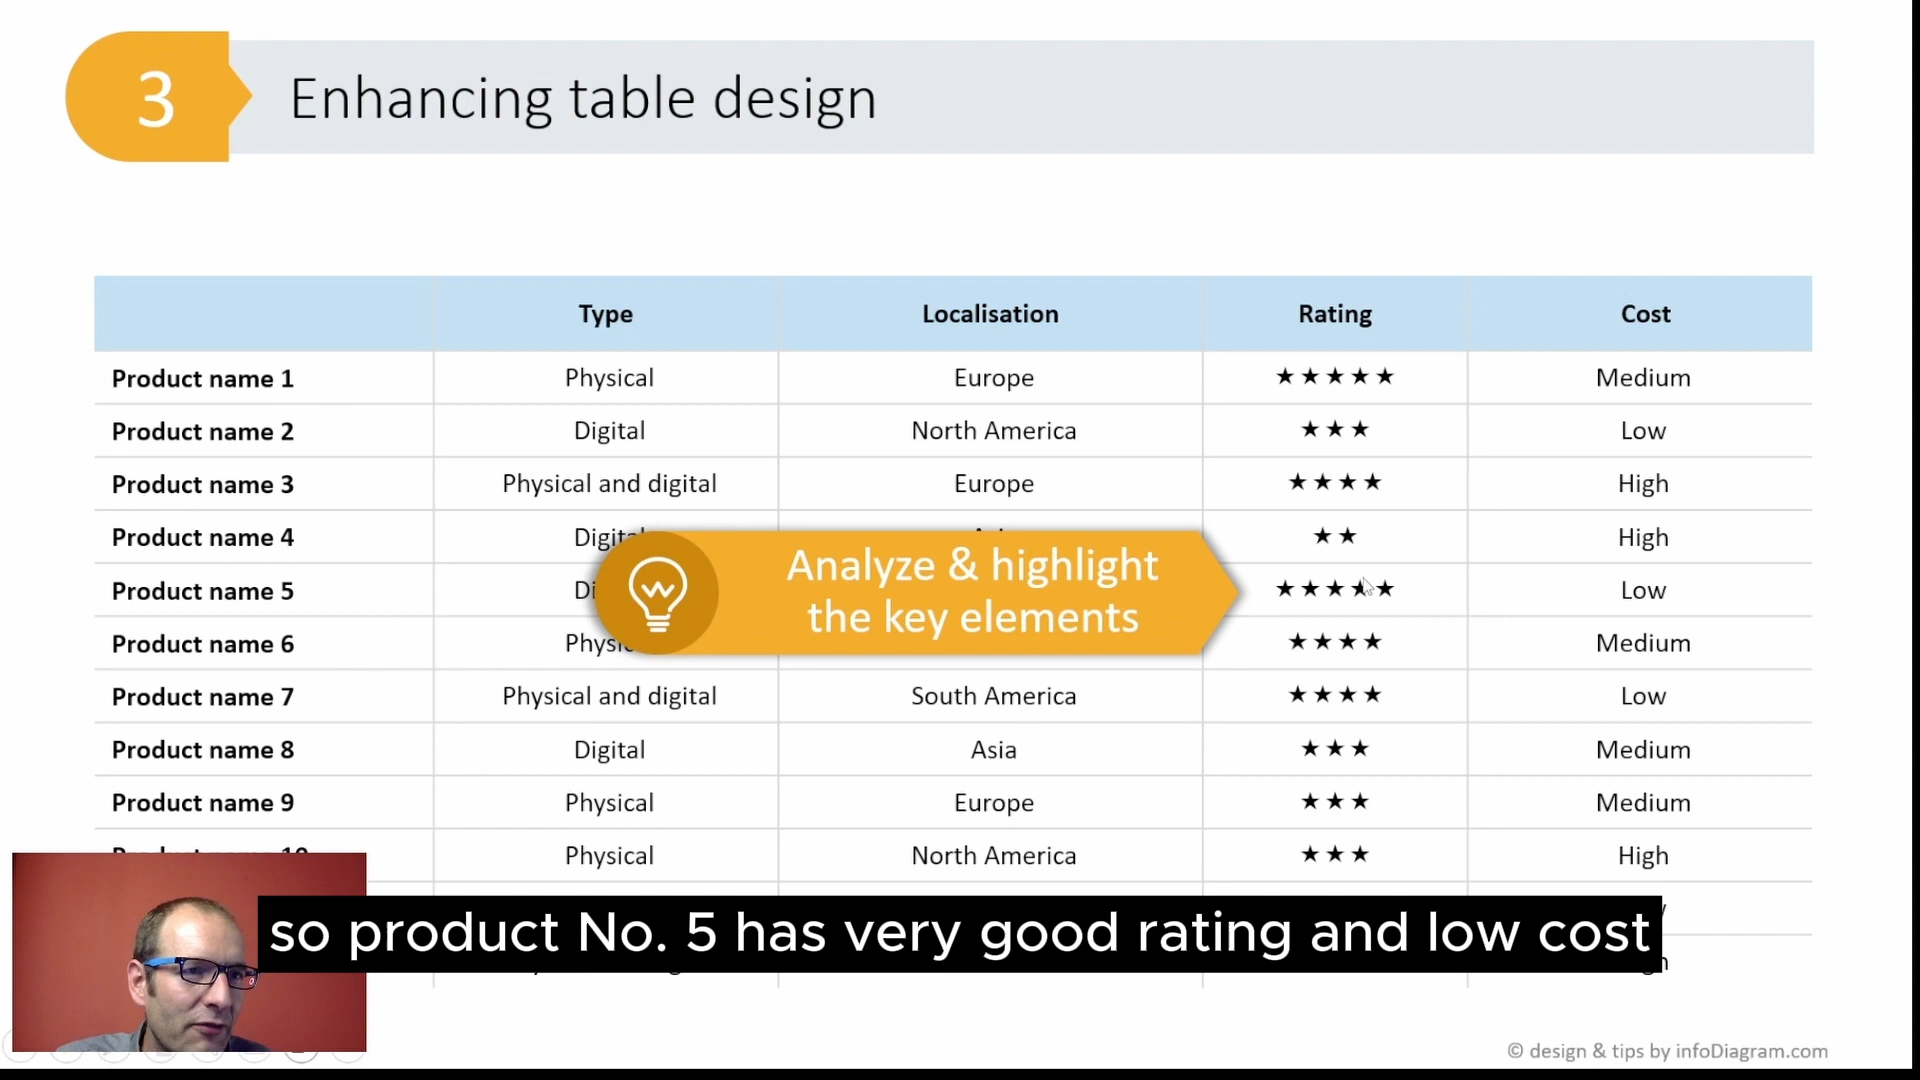 3 Enhancing table design
Type Localisation Rating Cost
Product name 1 Physical Europe ★★★★★ Medium
Product name 2 Digital North America ★★★ Low
Product name 3 Physical and digital Europe ★★★★ High
Product name 4 Digital ★★ High
Product name 5 ★★★★★ Low
Product name 6 ★★★★ Medium
Analyze & highlight
the key elements
Product name 7 Physical and digital South America ★★★★ Low
Product name 8 Digital Asia ★★★ Medium
Product name 9 Physical Europe ★★★ Medium
Product name 10 Physical North America ★★★ High
so product No. 5 has very good rating and low cost
© design & tips by infoDiagram.com